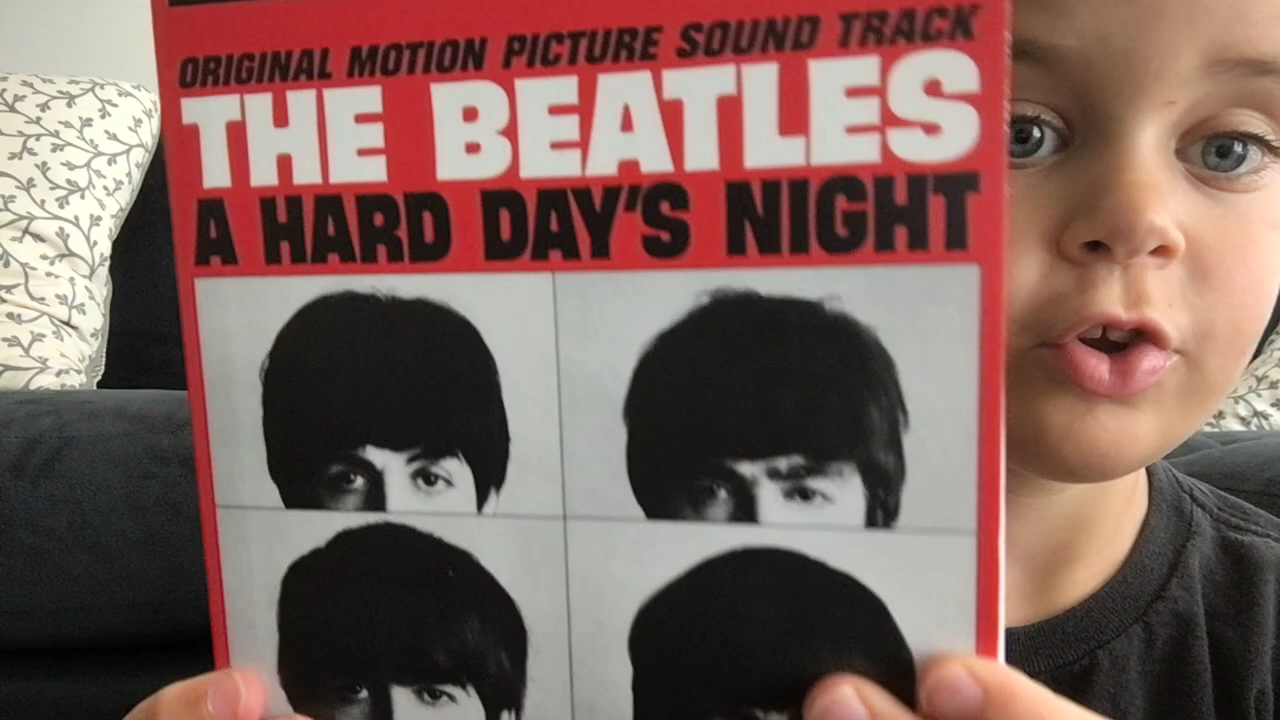 ORIGINAL MOTION PICTURE SOUND TRACK
THE BEATLES
A HARD DAY'S NIGHT